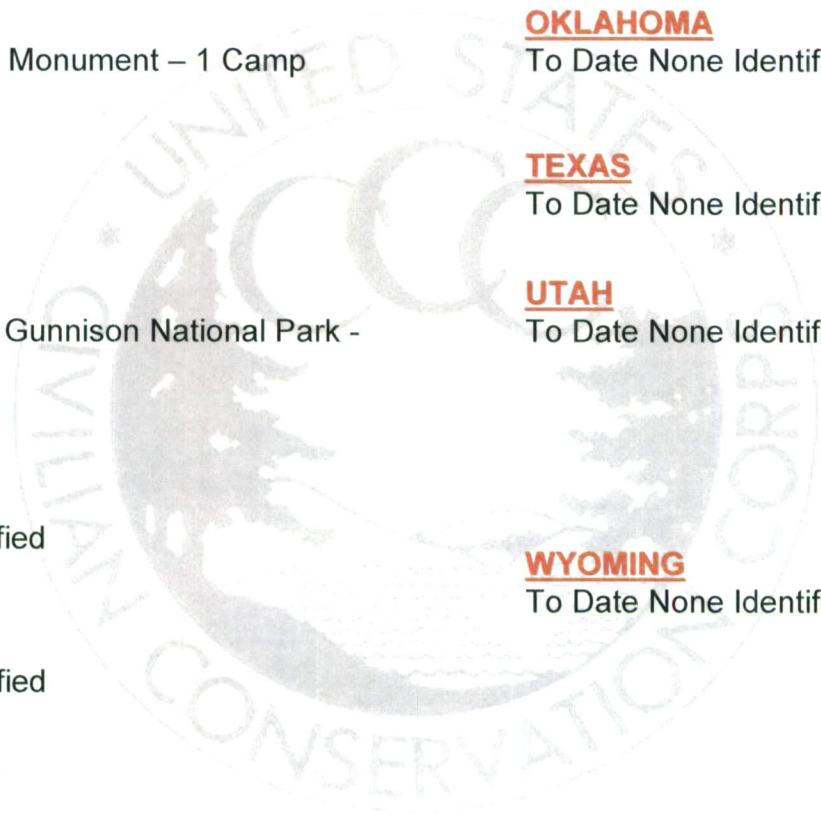 Monument – 1 Camp
Gunnison National Park -
fied
fied
OKLAHOMA
To Date None Identif
TEXAS
To Date None Identif
UTAH
To Date None Identif
WYOMING
To Date None Identif
UNITED STATES
CIVILIAN CONSERVATION CORPS